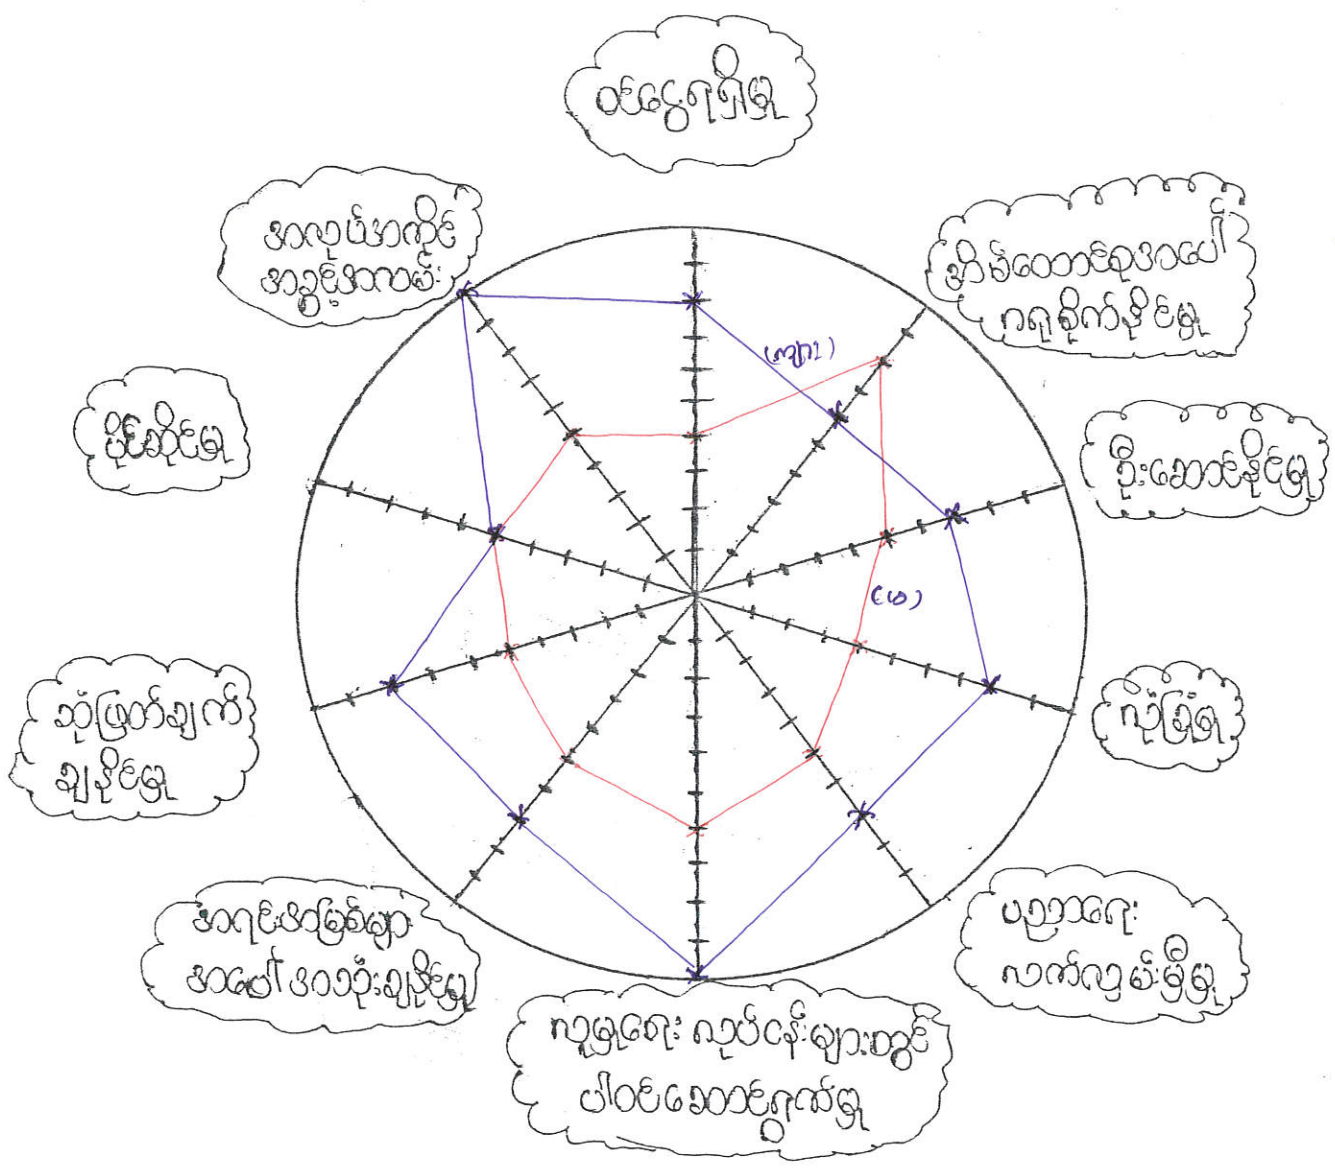 ဝင်ငွေရရှိမှု
အလုပ်အကိုင်
အခွင့်အလမ်း
အိမ်ထောင်စုအပေါ်
ဂရုစိုက်နိုင်မှု
(ကျား)
ပိုင်ဆိုင်မှု
ဦးဆောင်နိုင်မှု
(မ)
ဆုံးဖြတ်ချက်
ချနိုင်မှု
လုံခြုံမှု
အရင်းအမြစ်များ
အပေါ် အသုံးချနိုင်မှု
ပညာရေး
လက်လှမ်းမှီမှု
လူမှုရေး လုပ်ငန်းများတွင်
ပါဝင်ဆောင်ရွက်မှု